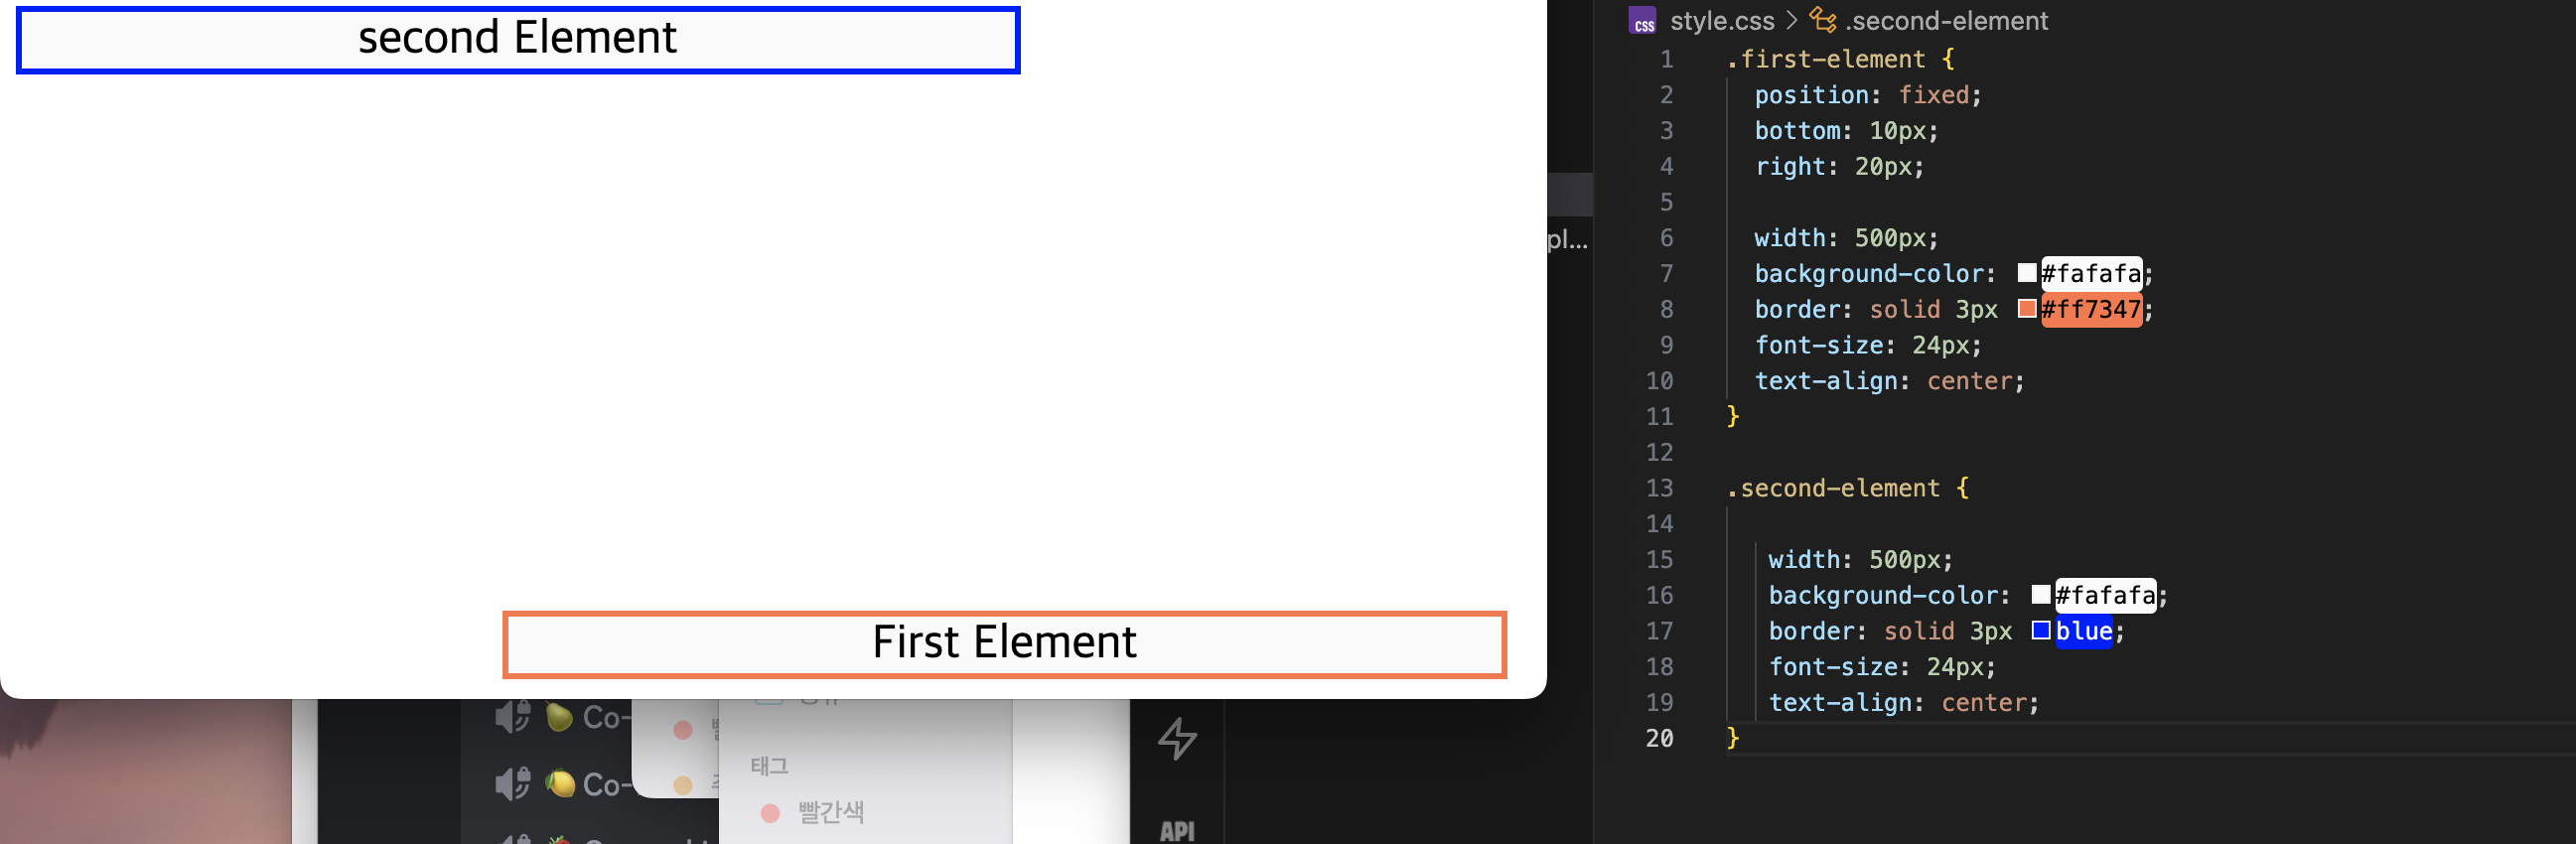 second Element
First Element
Co-
Co-
태그
빨간색
API
pl...
style.css > .second-element
1 .first-element {
2 position: fixed;
3 bottom: 10px;
4 right: 20px;
5
6 width: 500px;
7 background-color: #fafafa;
8 border: solid 3px #ff7347;
9 font-size: 24px;
10 text-align: center;
11 }
12
13 .second-element {
14
15 width: 500px;
16 background-color: #fafafa;
17 border: solid 3px blue;
18 font-size: 24px;
19 text-align: center;
20 }